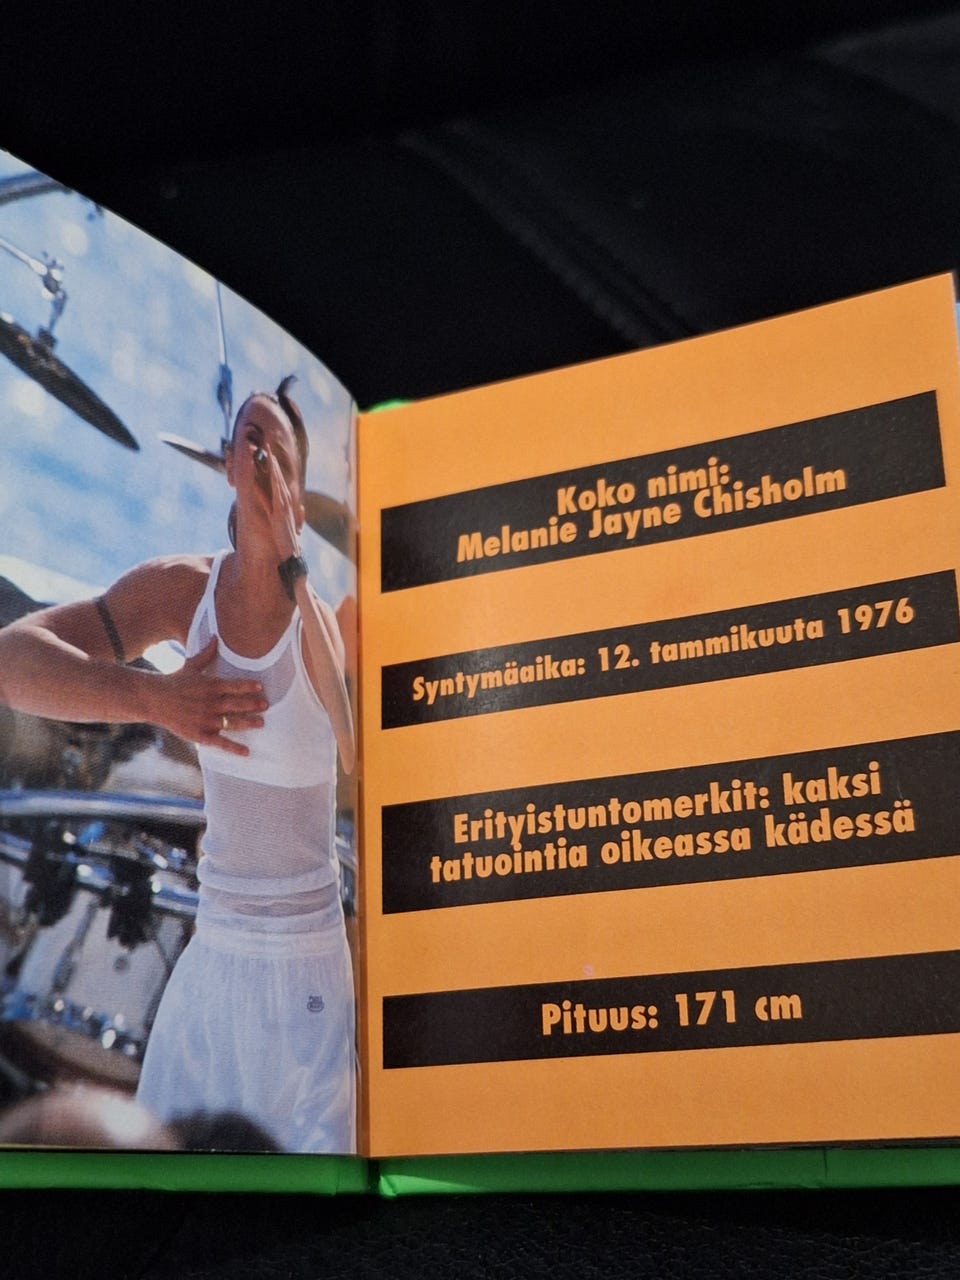 Koko nimi:
Melanie Jayne Chisholm
Syntymäaika: 12. tammikuuta 1976
Erityistuntomerkit: kaksi
tatuointia oikeassa kädessä
Pituus: 171 cm